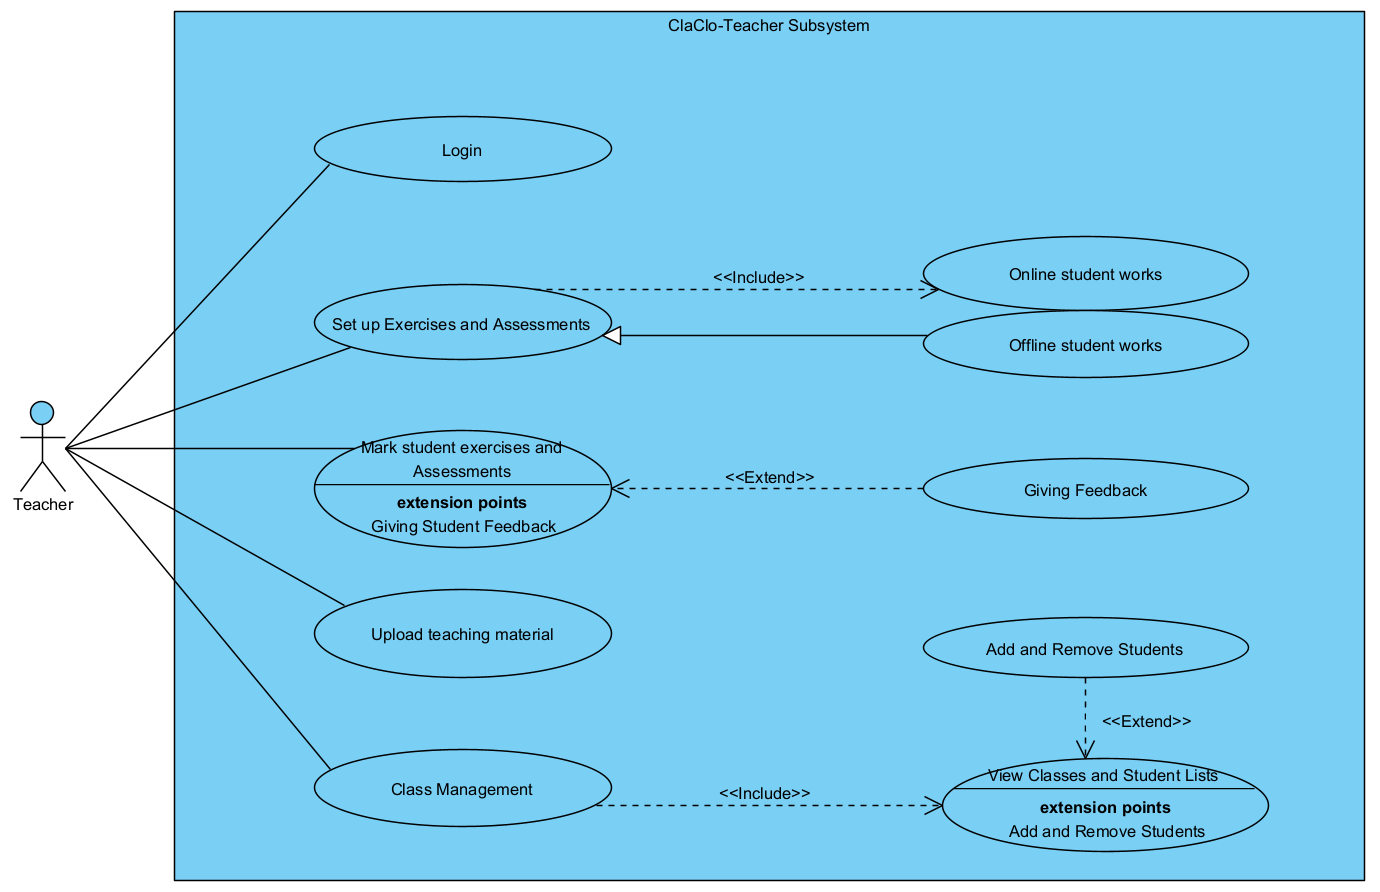 ClaClo-Teacher Subsystem
Login
<<Include>>
Online student works
Set up Exercises and Assessments
Offline student works
Teacher
Mark student exercises and
Assessments
extension points
Giving Student Feedback
<<Extend>>
Giving Feedback
Upload teaching material
Add and Remove Students
<<Extend>>
Class Management
<<Include>>
View Classes and Student Lists
extension points
Add and Remove Students